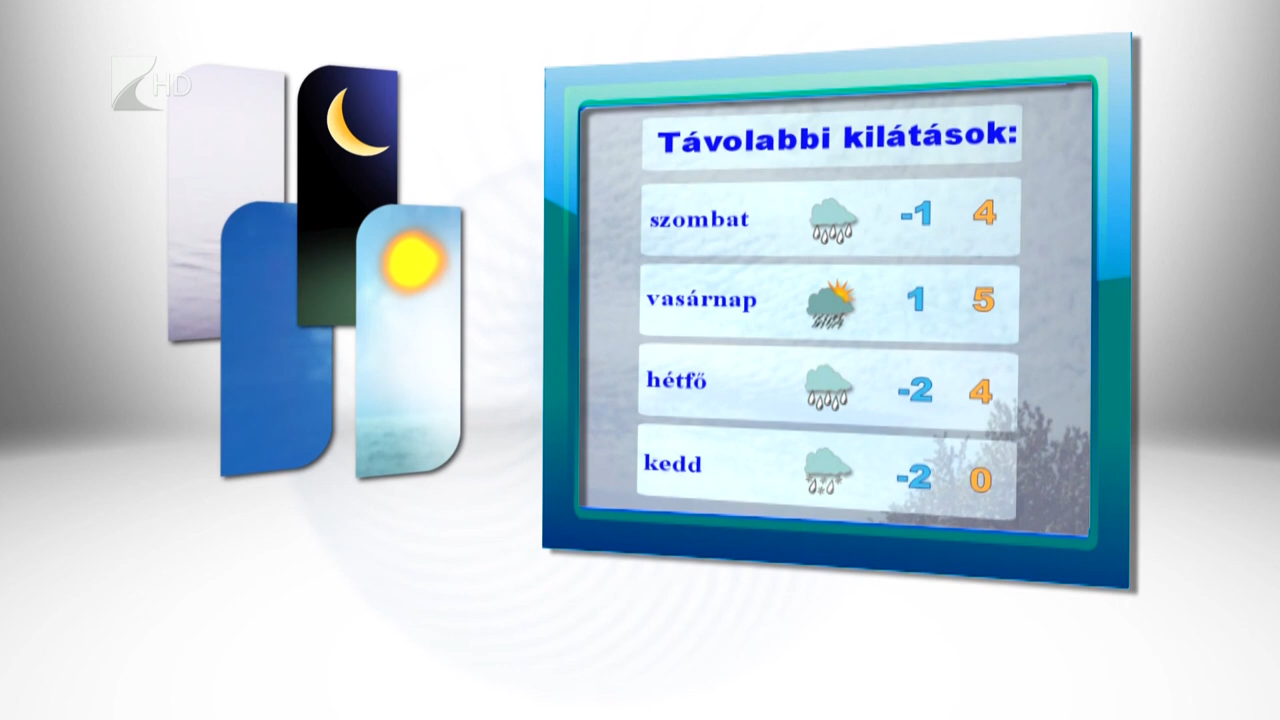 HD
Távolabbi kilátások:
szombat -1 4
vasárnap 1 5
hétfő -2 4
kedd -2 0